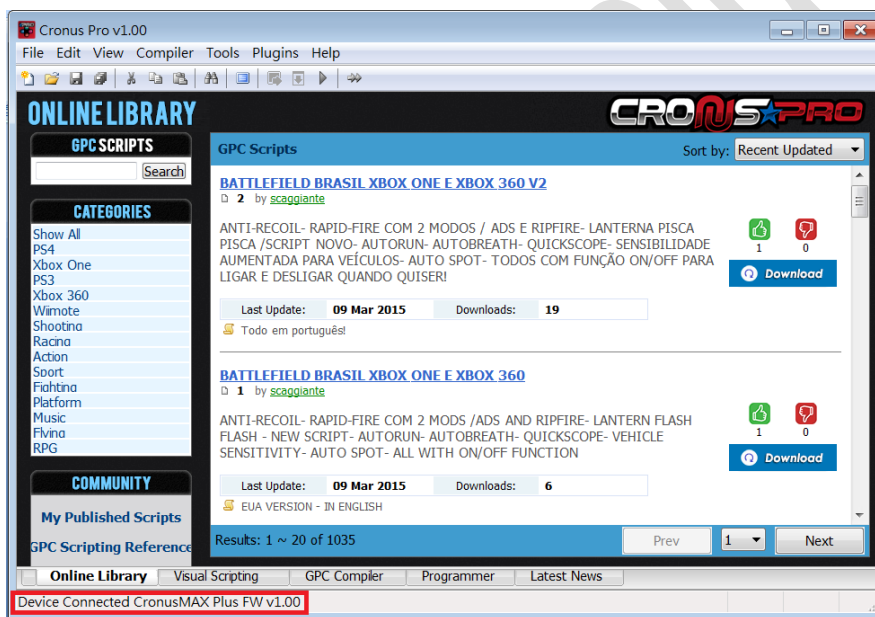 Cronus Pro v1.00
File Edit View Compiler Tools Plugins Help
ONLINE LIBRARY
CRONUS PRO
GPC SCRIPTS
Search
CATEGORIES
Show All
PS4
Xbox One
PS3
Xbox 360
Wiimote
Shooting
Racing
Action
Sport
Fighting
Platform
Music
Flying
RPG
COMMUNITY
My Published Scripts
GPC Scripting Reference
GPC Scripts
Sort by: Recent Updated
BATTLEFIELD BRASIL XBOX ONE E XBOX 360 V2
2 by scaggiante
ANTI-RECOIL- RAPID-FIRE COM 2 MODOS / ADS E RIPFIRE- LANTERNA PISCA
PISCA /SCRIPT NOVO- AUTORUN- AUTOBREATH- QUICKSCOPE- SENSIBILIDADE
AUMENTADA PARA VEÍCULOS- AUTO SPOT- TODOS COM FUNÇÃO ON/OFF PARA
LIGAR E DESLIGAR QUANDO QUISER!
1 0
Download
Last Update: 09 Mar 2015 Downloads: 19
Todo em português!
BATTLEFIELD BRASIL XBOX ONE E XBOX 360
1 by scaggiante
ANTI-RECOIL- RAPID-FIRE COM 2 MODS /ADS AND RIPFIRE- LANTERN FLASH
FLASH - NEW SCRIPT- AUTORUN- AUTOBREATH- QUICKSCOPE- VEHICLE
SENSITIVITY- AUTO SPOT- ALL WITH ON/OFF FUNCTION
1 0
Download
Last Update: 09 Mar 2015 Downloads: 6
EUA VERSION - IN ENGLISH
Results: 1 ~ 20 of 1035
Prev 1 Next
Online Library Visual Scripting GPC Compiler Programmer Latest News
Device Connected CronusMAX Plus FW v1.00